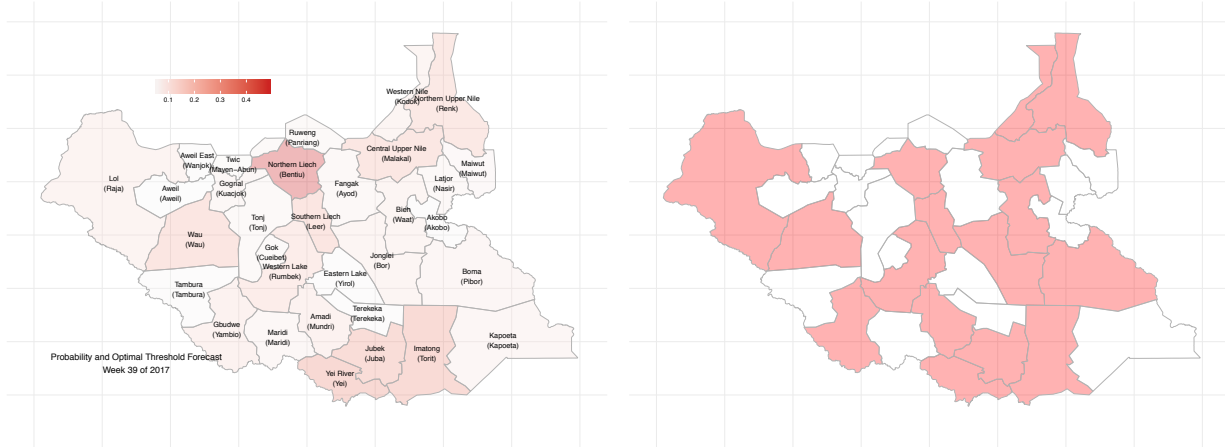 0.1 0.2 0.3 0.4
Western Nile
(Kodok)
Northern Upper Nile
(Renk)
Ruweng
(Panriang)
Central Upper Nile
(Malakal)
Aweil East
(Wanjok)
Twic
(Mayen-Abun)
Northern Liech
(Bentiu)
Maiwut
(Maiwut)
Lol
(Raja)
Aweil
(Aweil)
Gogrial
(Kuacjok)
Fangak
(Ayod)
Latjor
(Nasir)
Tonj
(Tonj)
Southern Liech
(Leer)
Bieh
(Waat)
Akobo
(Akobo)
Wau
(Wau)
Gok
(Cueibet)
Western Lake
(Rumbek)
Jonglei
(Bor)
Eastern Lake
(Yirol)
Boma
(Pibor)
Tambura
(Tambura)
Terekeka
(Terekeka)
Amadi
(Mundri)
Gbudwe
(Yambio)
Maridi
(Maridi)
Kapoeta
(Kapoeta)
Jubek
(Juba)
Imatong
(Torit)
Probability and Optimal Threshold Forecast
Week 39 of 2017
Yei River
(Yei)